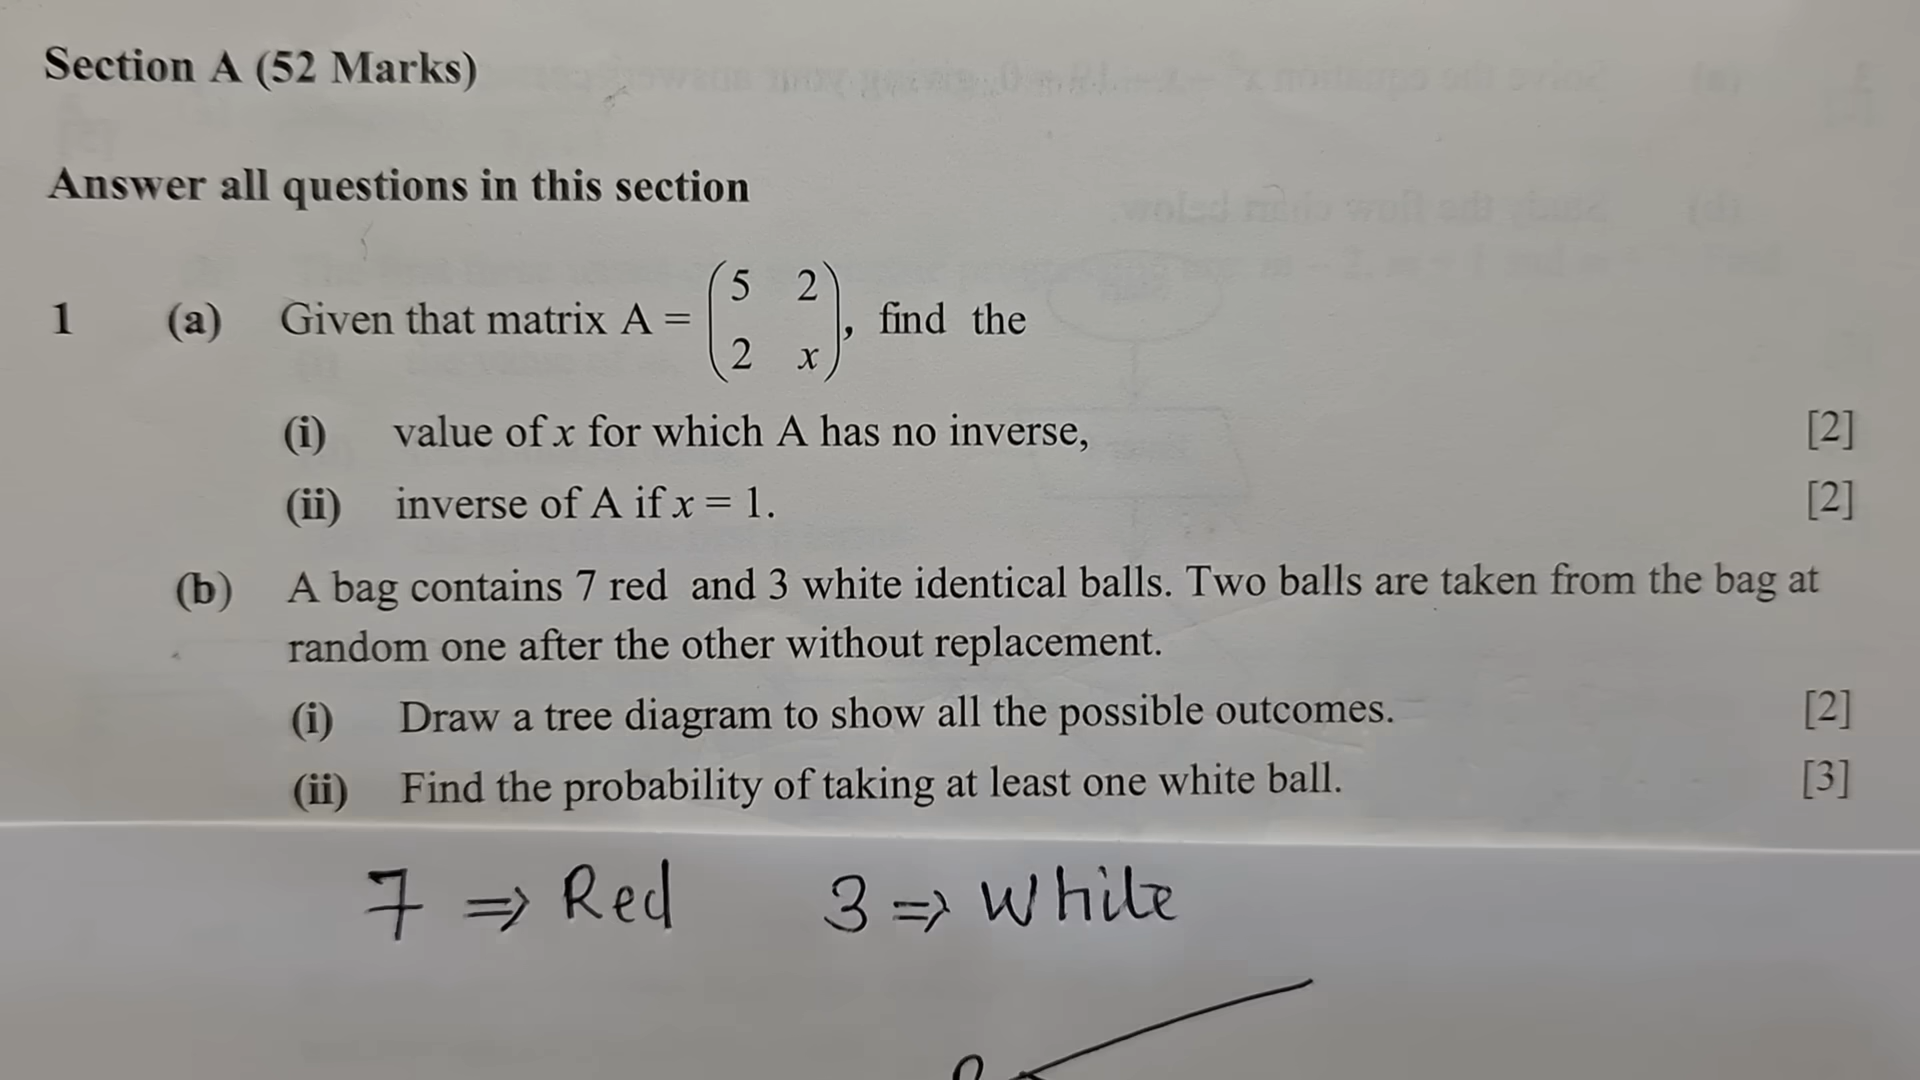 Section A (52 Marks)
Answer all questions in this section
1 (a) Given that matrix A = (5 2
2 x), find the
(i) value of x for which A has no inverse, [2]
(ii) inverse of A if x = 1. [2]
(b) A bag contains 7 red and 3 white identical balls. Two balls are taken from the bag at
random one after the other without replacement.
(i) Draw a tree diagram to show all the possible outcomes. [2]
(ii) Find the probability of taking at least one white ball. [3]
7 ⇒ Red 3 ⇒ White